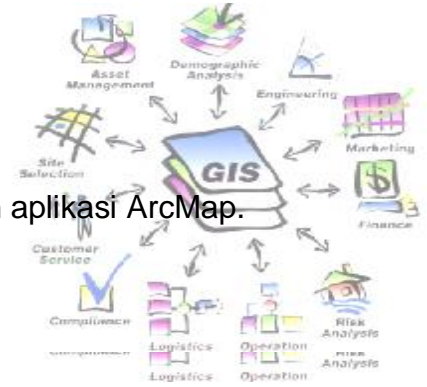 Asset
Management
Demographic
Analysis
Engineering
Marketing
Site
Selection
GIS
aplikasi ArcMap.
Finance
Customer
Service
Compliance
Logistics
Operation
Risk
Analysis
Analysis
Logistics
Operation